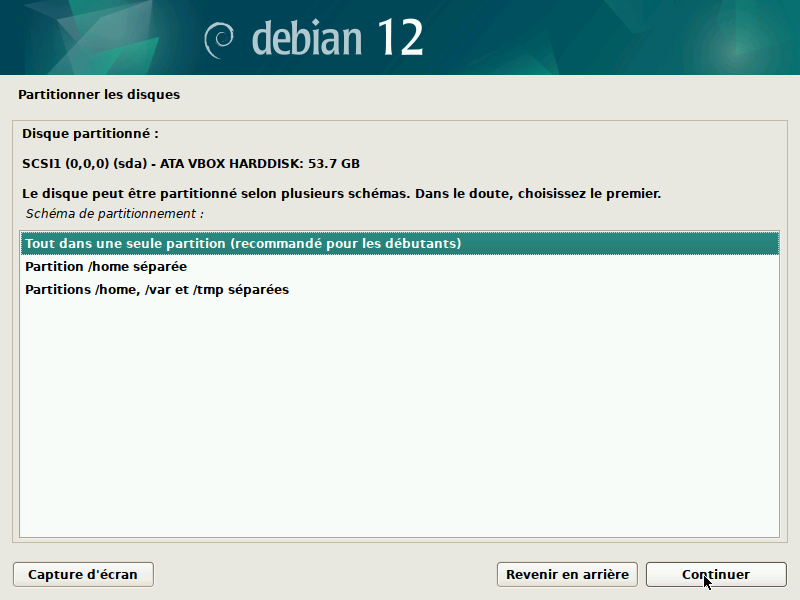 debian 12
Partitionner les disques
Disque partitionné :
SCSI1 (0,0,0) (sda) - ATA VBOX HARDDISK: 53.7 GB
Le disque peut être partitionné selon plusieurs schémas. Dans le doute, choisissez le premier.
Schéma de partitionnement :
Tout dans une seule partition (recommandé pour les débutants)
Partition /home séparée
Partitions /home, /var et /tmp séparées
Capture d'écran
Revenir en arrière
Continuer